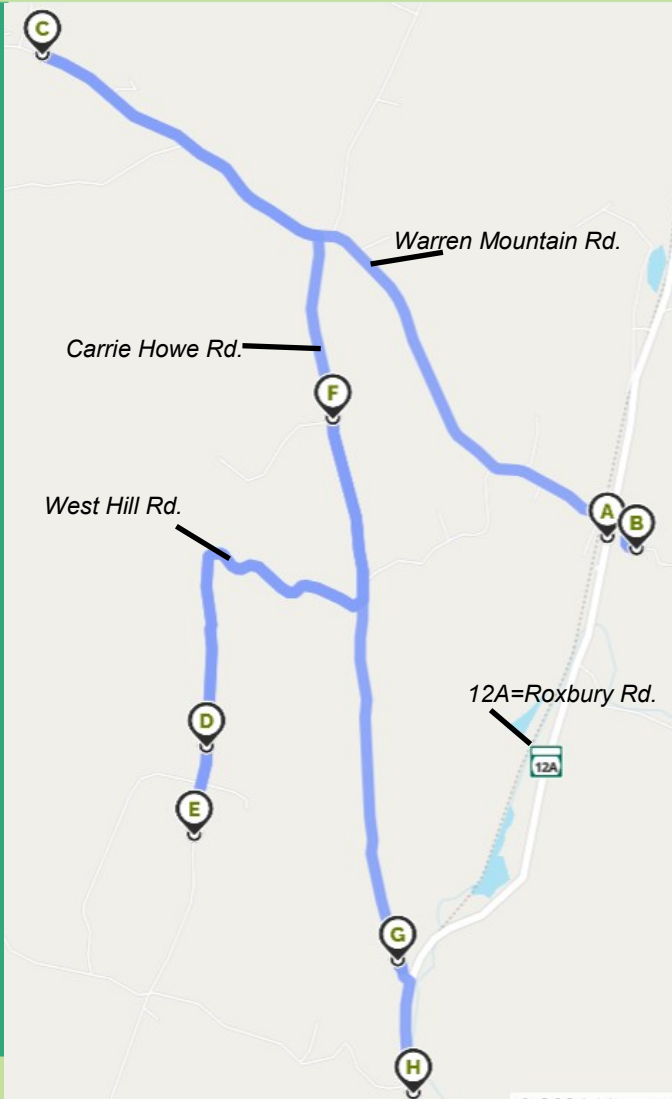 C
Warren Mountain Rd.
Carrie Howe Rd.
F
West Hill Rd.
A
B
12A=Roxbury Rd.
D
12A
E
G
H